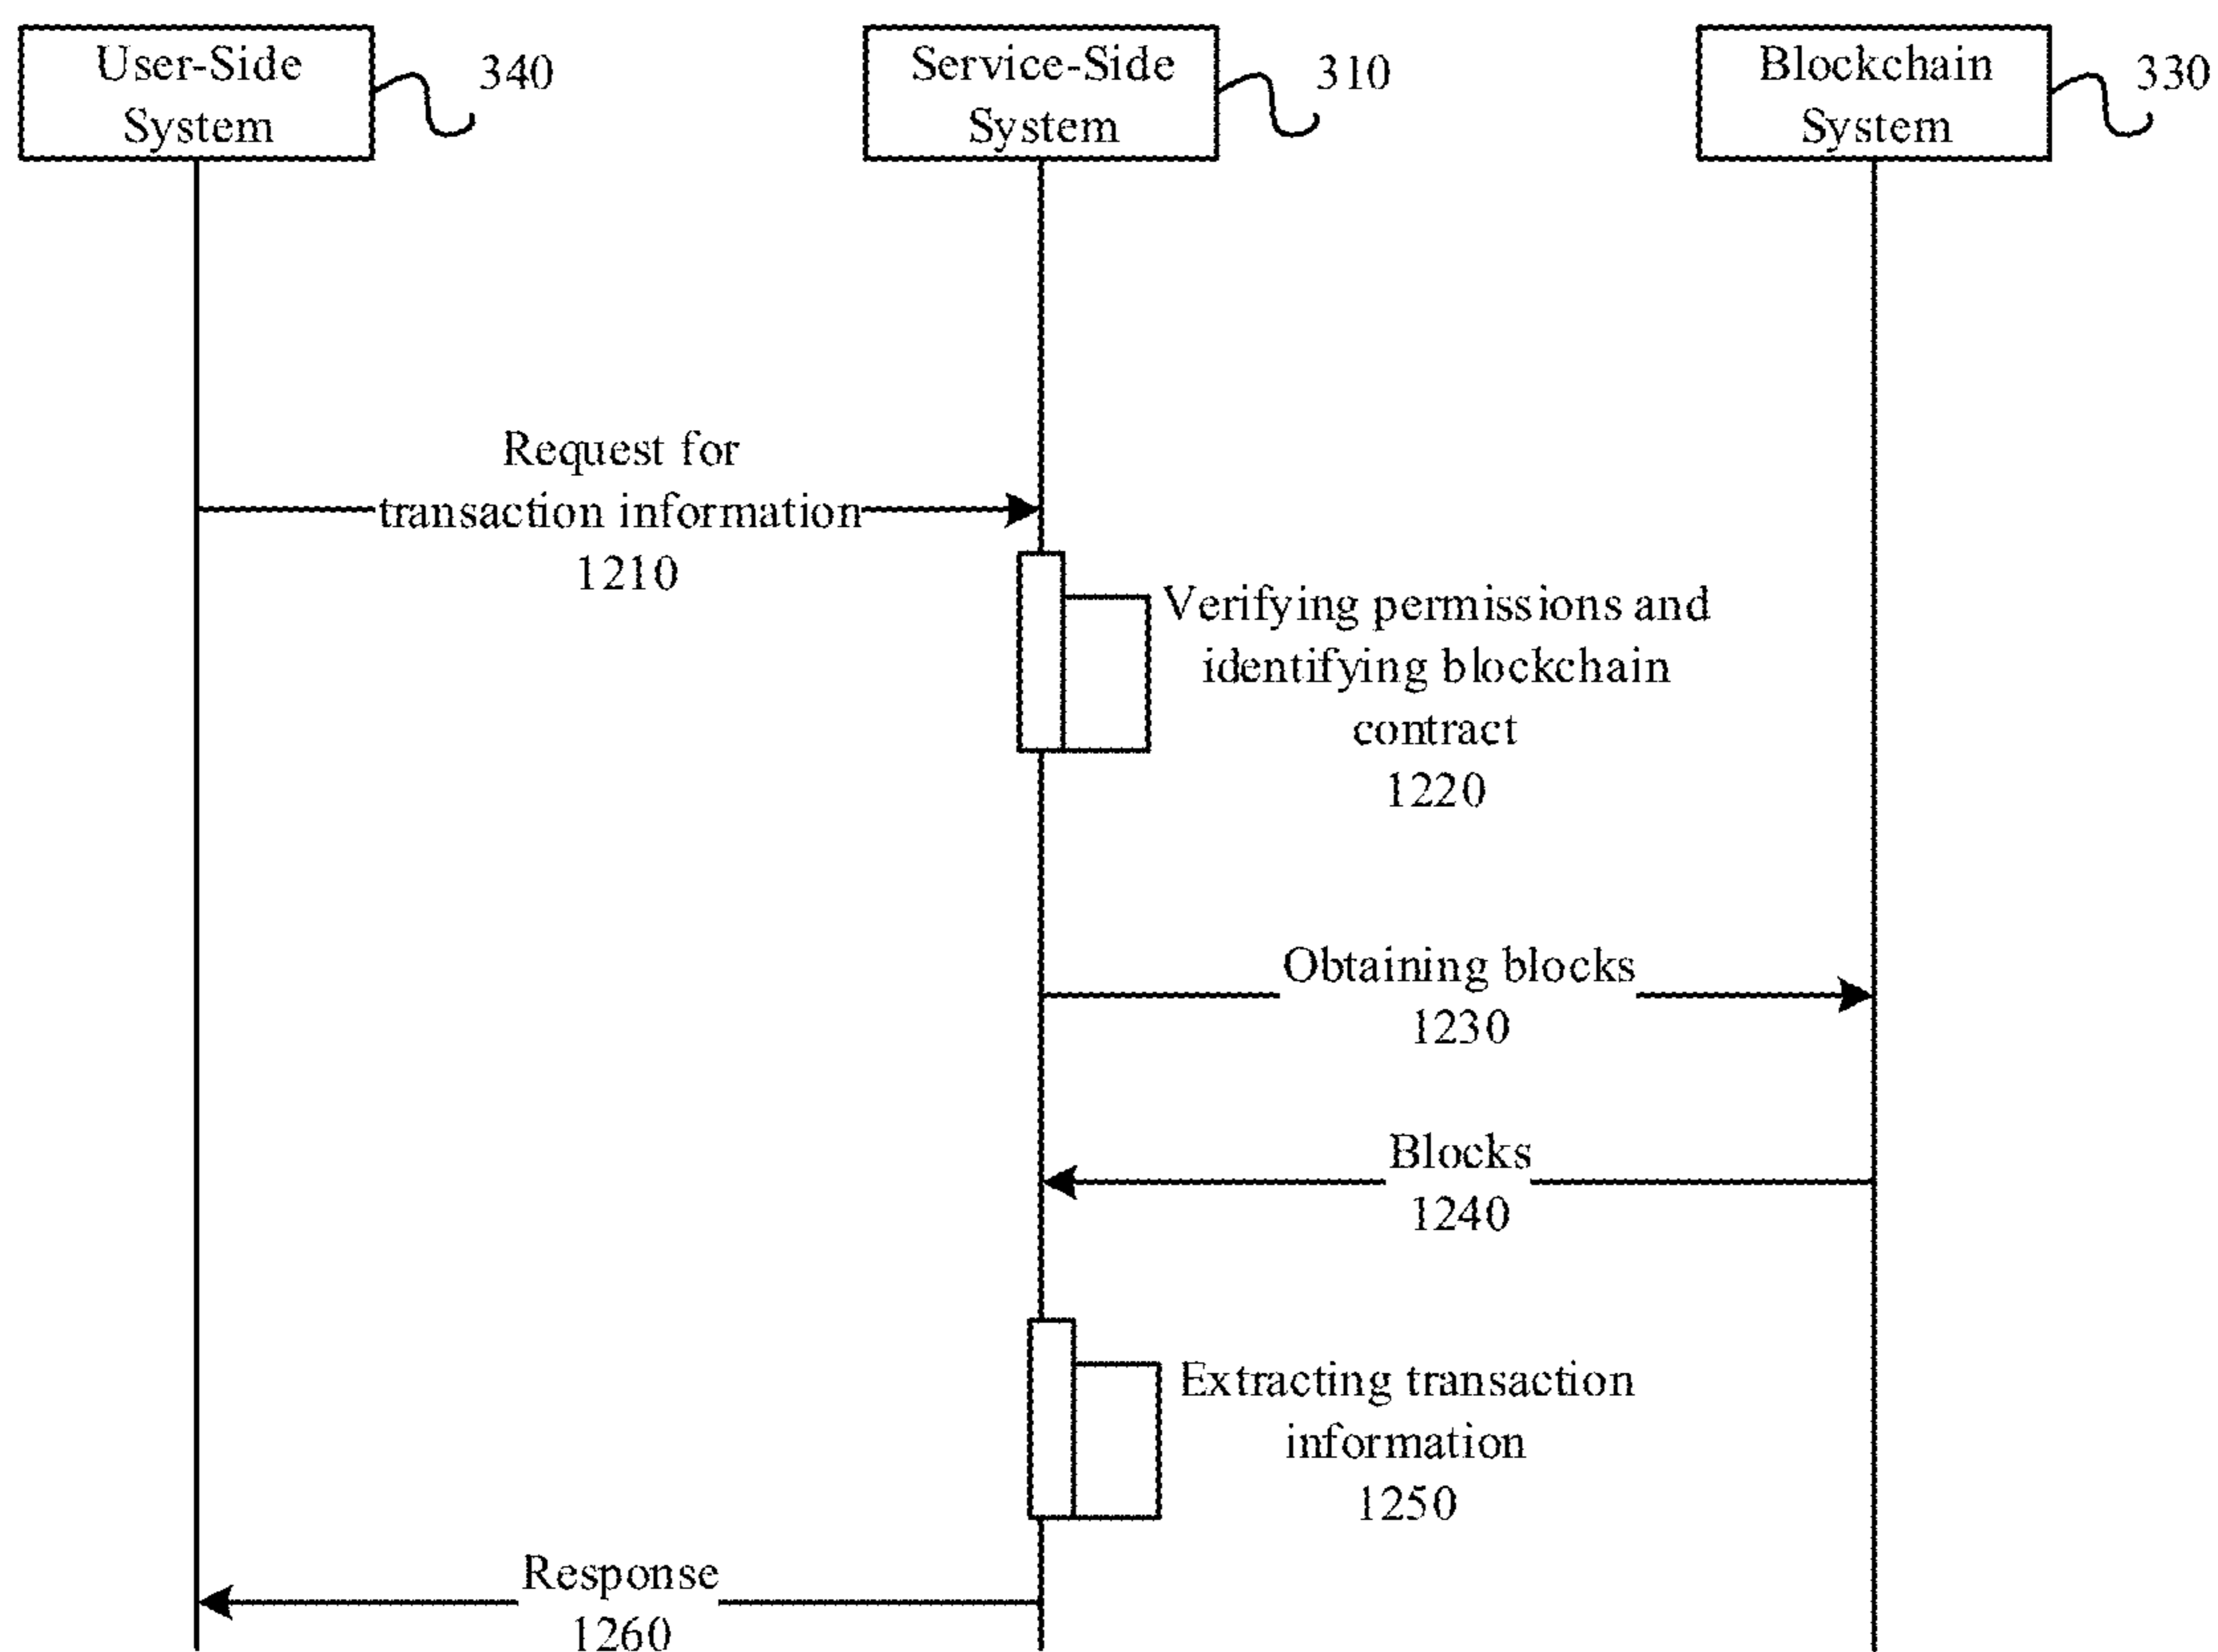 User-Side
System
340
Service-Side
System
310
Blockchain
System
330
Request for
transaction information
1210
Verifying permissions and
identifying blockchain
contract
1220
Obtaining blocks
1230
Blocks
1240
Extracting transaction
information
1250
Response
1260